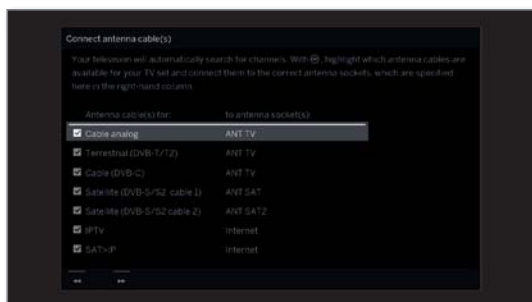 Connect antenna cable(s)
Your television will automatically search for channels. With , highlight which antenna cables are
available for your TV set and connect them to the correct antenna sockets, which are specified
here in the right-hand column.
Antenna cable(s) for: to antenna socket(s):
Cable analog ANT TV
Terrestrial (DVB-T/T2) ANT TV
Cable (DVB-C) ANT TV
Satellite (DVB-S/S2 cable 1) ANT SAT
Satellite (DVB-S/S2 cable 2) ANT SAT2
IPTV Internet
SAT>IP Internet